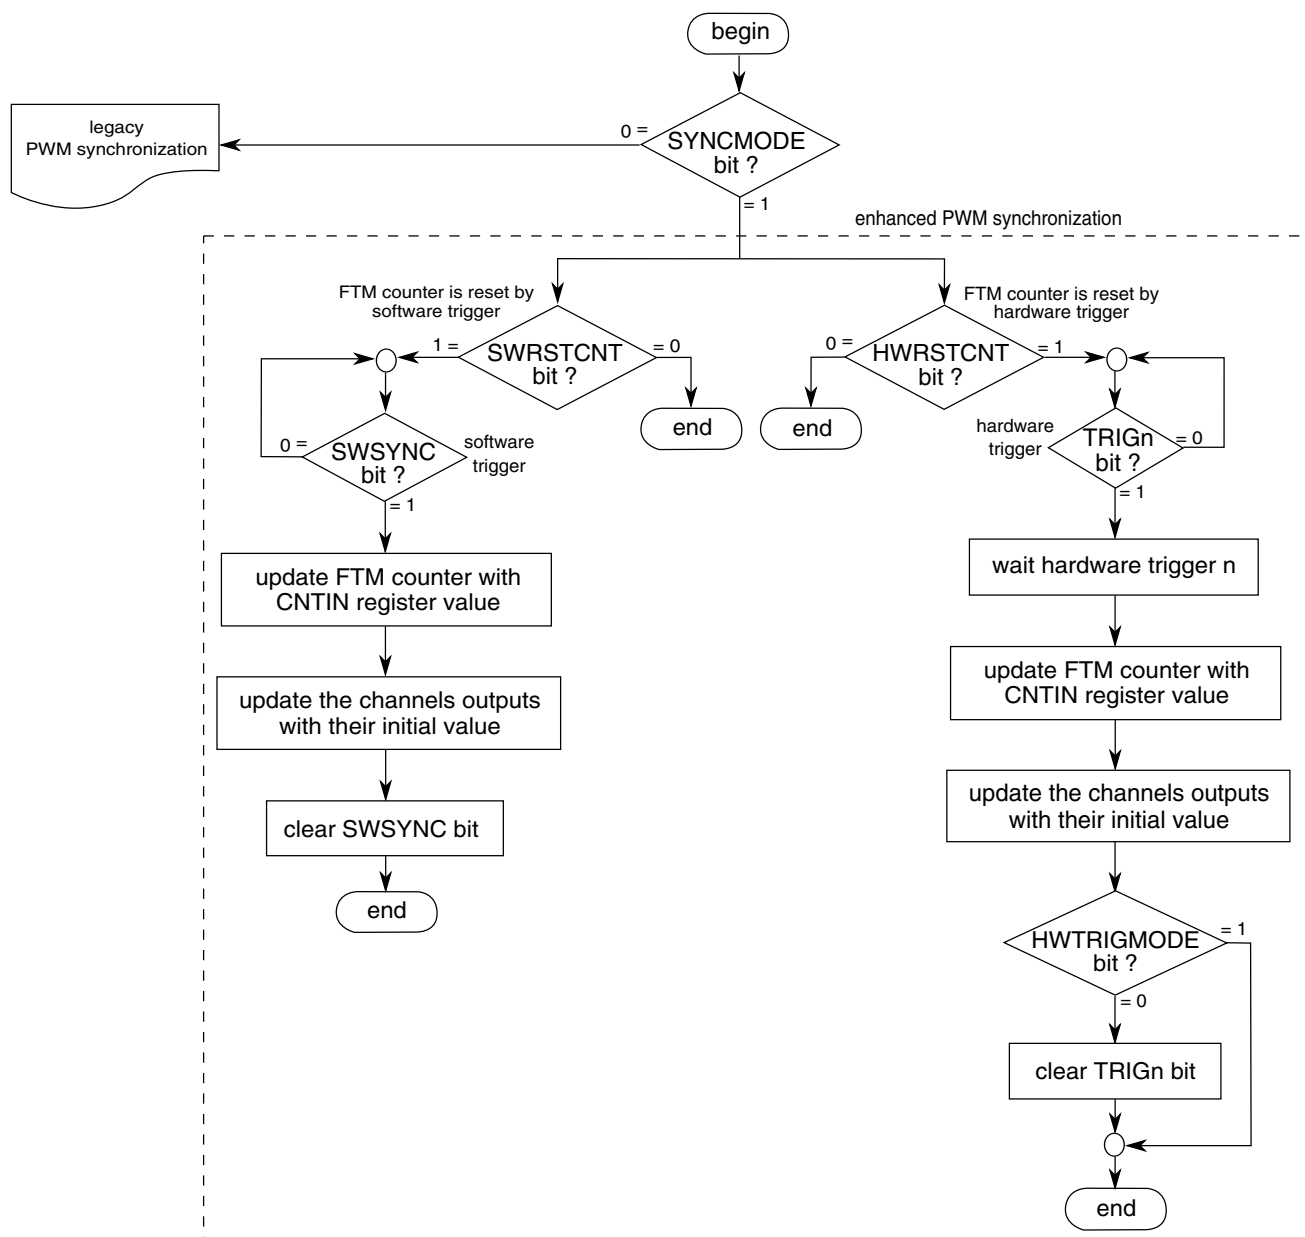 begin
legacy
PWM synchronization
0 =
SYNCMODE
bit ?
= 1
enhanced PWM synchronization
FTM counter is reset by
software trigger
1 =
SWRSTCNT
bit ?
= 0
end
FTM counter is reset by
hardware trigger
0 =
HWRSTCNT
bit ?
= 1
end
0 =
SWSYNC
bit ?
software
trigger
= 1
hardware
trigger
TRIGn
bit ?
= 0
= 1
update FTM counter with
CNTIN register value
update the channels outputs
with their initial value
clear SWSYNC bit
end
wait hardware trigger n
update FTM counter with
CNTIN register value
update the channels outputs
with their initial value
HWTRIGMODE
bit ?
= 1
= 0
clear TRIGn bit
end